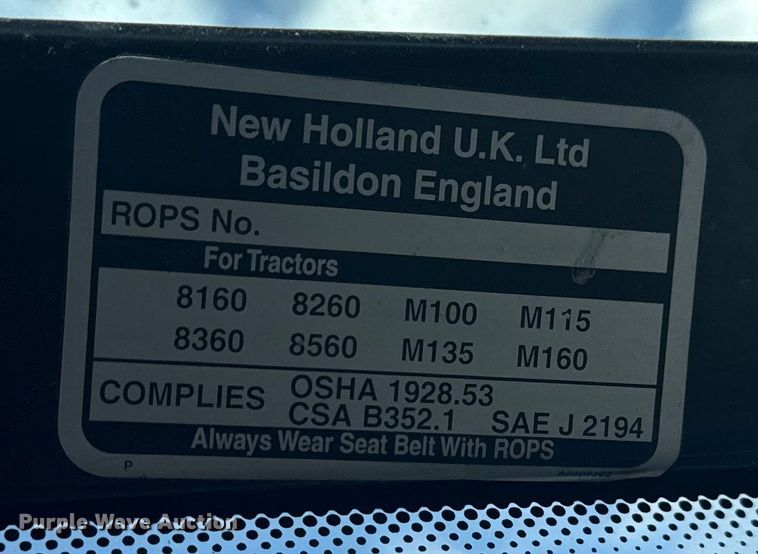 New Holland U.K. Ltd
Basildon England
ROPS No.
For Tractors
8160 8260 M100 M115
8360 8560 M135 M160
COMPLIES OSHA 1928.53
CSA B352.1 SAE J 2194
Always Wear Seat Belt With ROPS
P
Purple Wave Auction